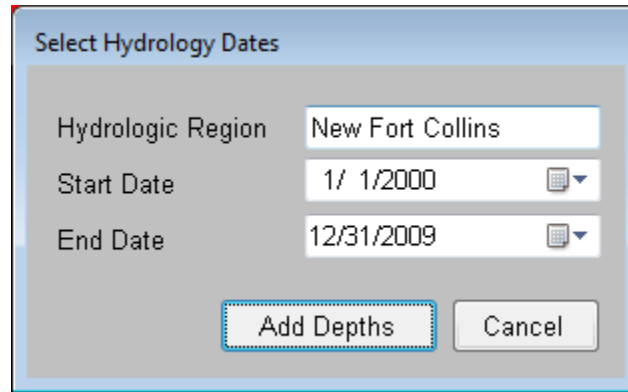 Select Hydrology Dates
Hydrologic Region New Fort Collins
Start Date 1/ 1/2000
End Date 12/31/2009
Add Depths Cancel